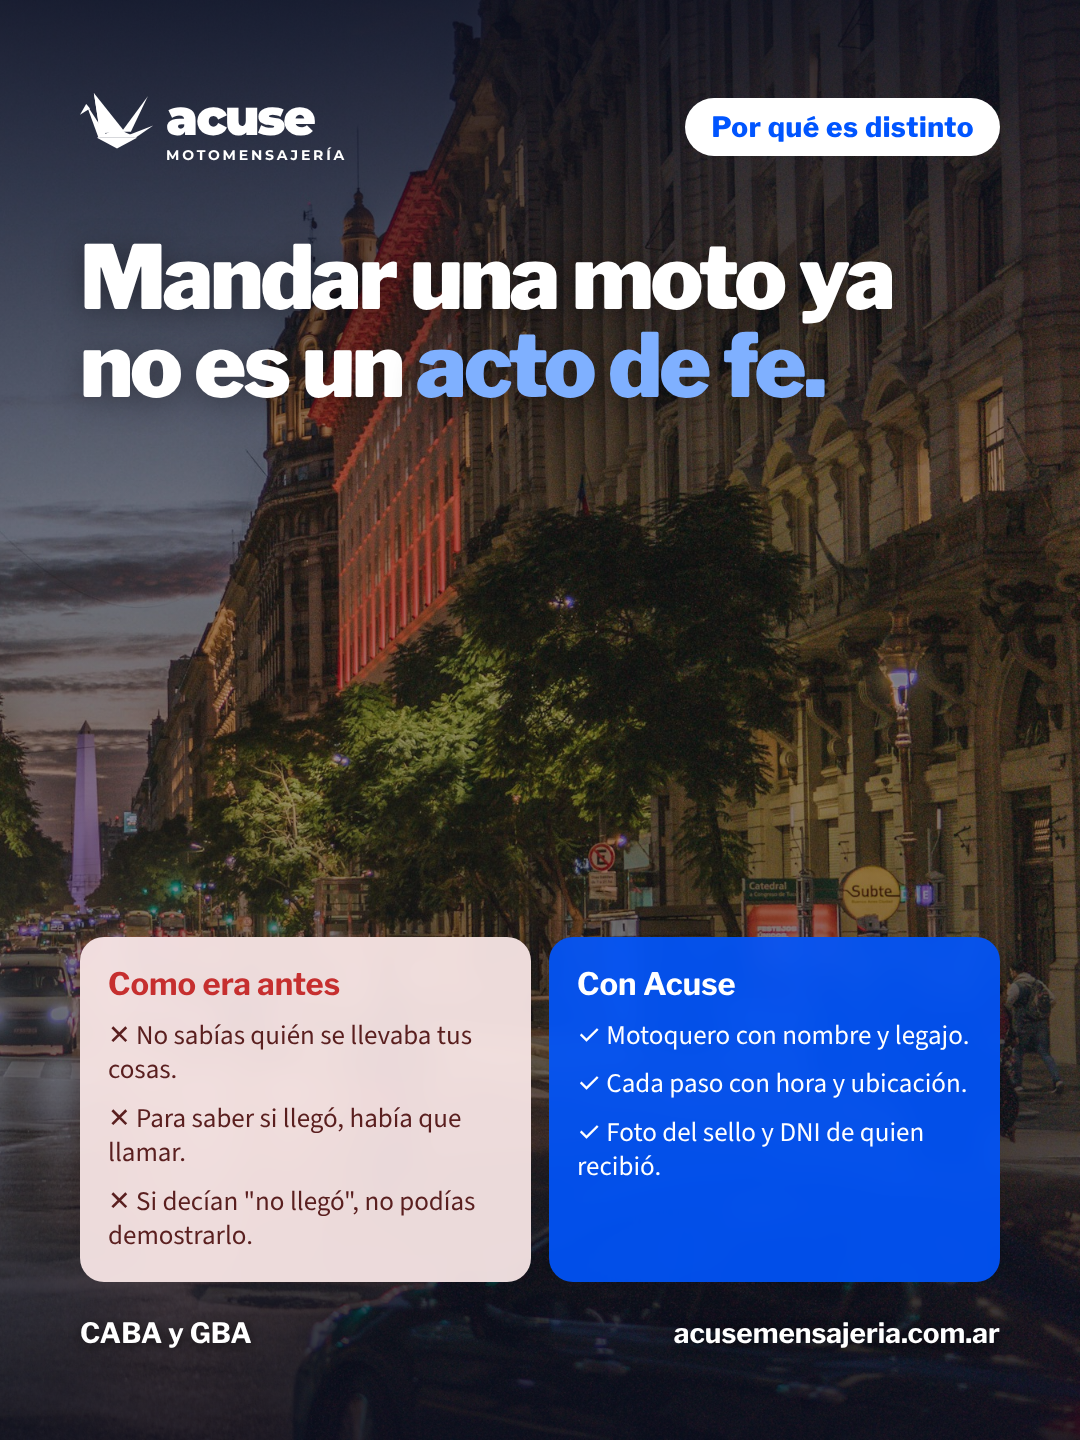 acuse
MOTOMENSAJERÍA
Por qué es distinto
Mandar una moto ya
no es un acto de fe.
Catedral
Subte
E
Como era antes
✕ No sabías quién se llevaba tus
cosas.
✕ Para saber si llegó, había que
llamar.
✕ Si decían "no llegó", no podías
demostrarlo.
Con Acuse
✓ Motoquero con nombre y legajo.
✓ Cada paso con hora y ubicación.
✓ Foto del sello y DNI de quien
recibió.
CABA y GBA
acusemensajeria.com.ar